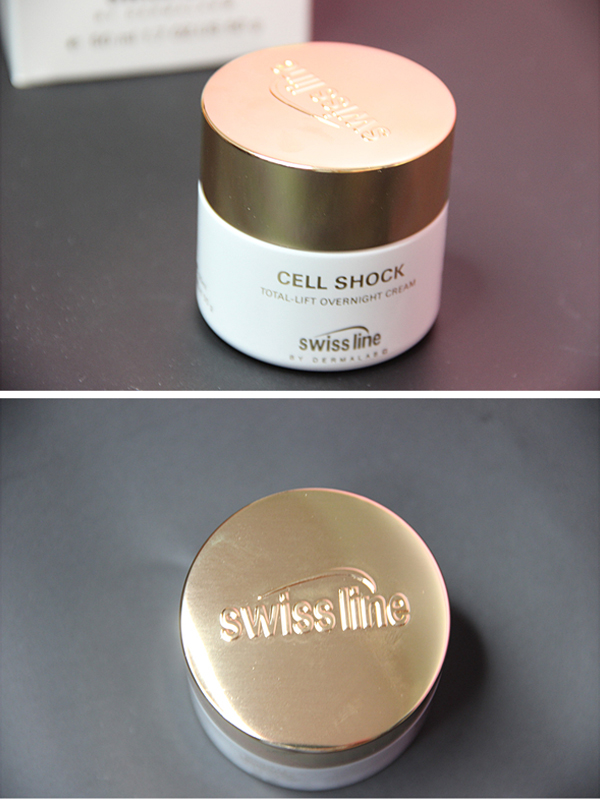 swiss line
CELL SHOCK
TOTAL-LIFT OVERNIGHT CREAM
swiss line
BY DERMALAB
swiss line